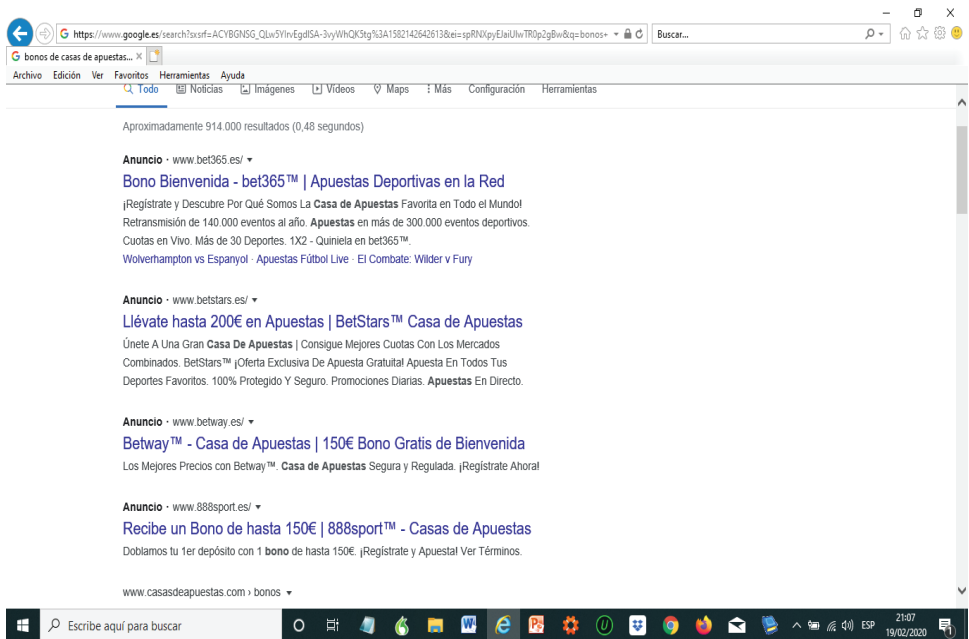 https://www.google.es/search?sxsrf=ACYBGNSG_QLw5YlrvEgdlSA-3vyWhQK5tg%3A1582142642613&ei=spRNXpyEJaiUlwTR0p2gBw&q=bonos+
Buscar...
bonos de casas de apuestas...
Archivo Edición Ver Favoritos Herramientas Ayuda
Todo Noticias Imágenes Vídeos Maps Más Configuración Herramientas
Aproximadamente 914.000 resultados (0,48 segundos)
Anuncio · www.bet365.es/
Bono Bienvenida - bet365™ | Apuestas Deportivas en la Red
¡Regístrate y Descubre Por Qué Somos La Casa de Apuestas Favorita en Todo el Mundo!
Retransmisión de 140.000 eventos al año. Apuestas en más de 300.000 eventos deportivos.
Cuotas en Vivo. Más de 30 Deportes. 1X2 - Quiniela en bet365™.
Wolverhampton vs Espanyol · Apuestas Fútbol Live · El Combate: Wilder v Fury
Anuncio · www.betstars.es/
Llévate hasta 200€ en Apuestas | BetStars™ Casa de Apuestas
Únete A Una Gran Casa De Apuestas | Consigue Mejores Cuotas Con Los Mercados
Combinados. BetStars™ ¡Oferta Exclusiva De Apuesta Gratuita! Apuesta En Todos Tus
Deportes Favoritos. 100% Protegido Y Seguro. Promociones Diarias. Apuestas En Directo.
Anuncio · www.betway.es/
Betway™ - Casa de Apuestas | 150€ Bono Gratis de Bienvenida
Los Mejores Precios con Betway™. Casa de Apuestas Segura y Regulada. ¡Regístrate Ahora!
Anuncio · www.888sport.es/
Recibe un Bono de hasta 150€ | 888sport™ - Casas de Apuestas
Doblamos tu 1er depósito con 1 bono de hasta 150€. ¡Regístrate y Apuesta! Ver Términos.
www.casasdeapuestas.com › bonos
Escribe aquí para buscar
ESP
21:07
19/02/2020